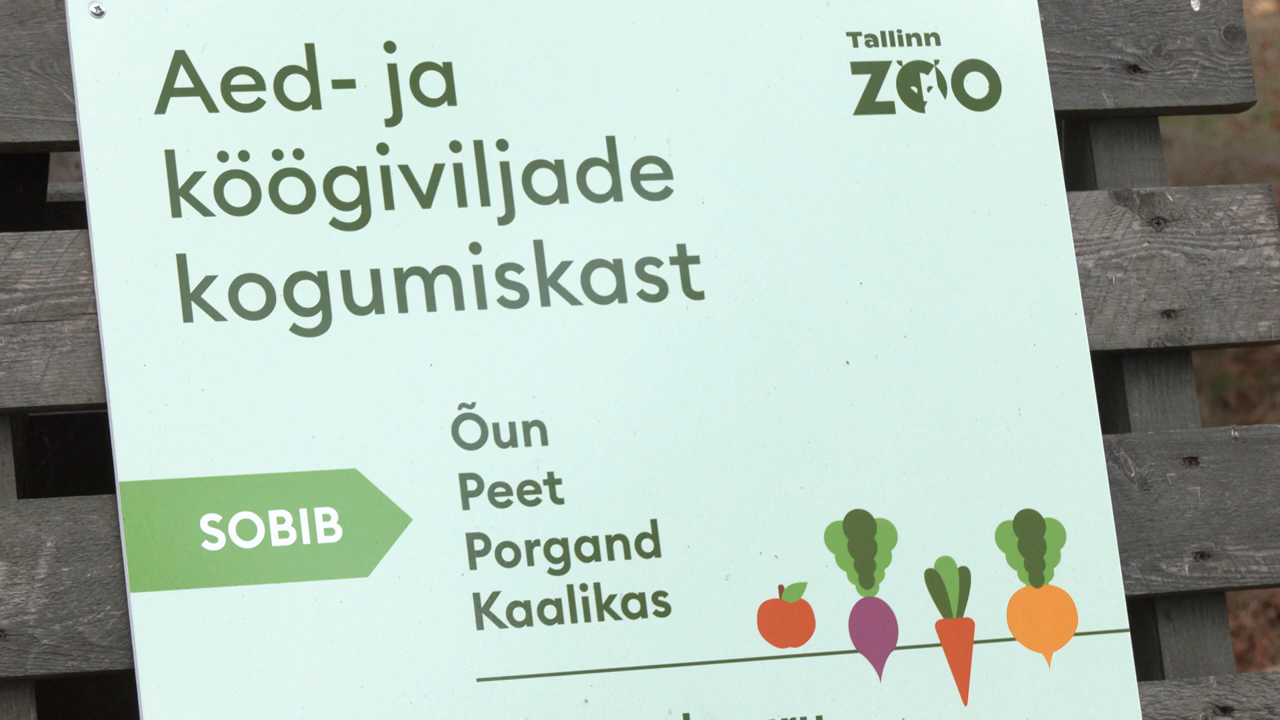 Aed- ja
köögiviljade
kogumiskast
Tallinn
ZOO
SOBIB
Õun
Peet
Porgand
Kaalikas